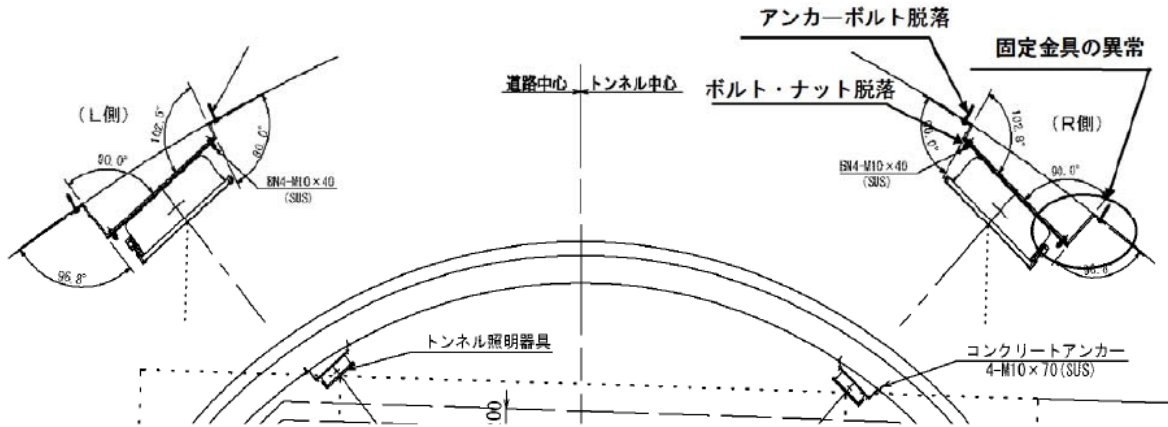 アンカーボルト脱落
固定金具の異常
道路中心
トンネル中心
ボルト・ナット脱落
(L側)
102.5°
90.0°
80.0°
BN4-M10×40
(SUS)
96.8°
(R側)
102.8°
90.0°
90.0°
BN4-M10×40
(SUS)
96.8°
トンネル照明器具
コンクリートアンカー
4-M10×70(SUS)